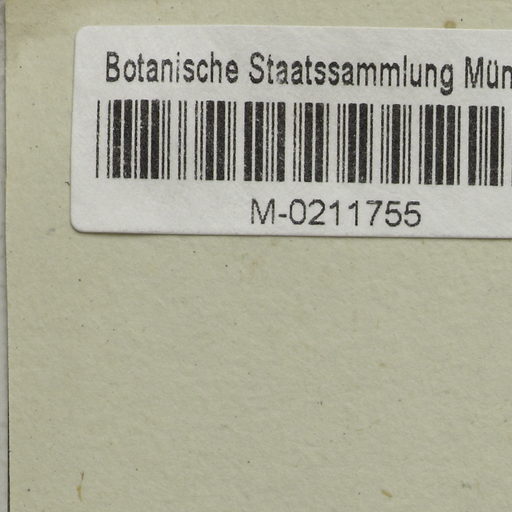 Botanische Staatssammlung Mün
M-0211755